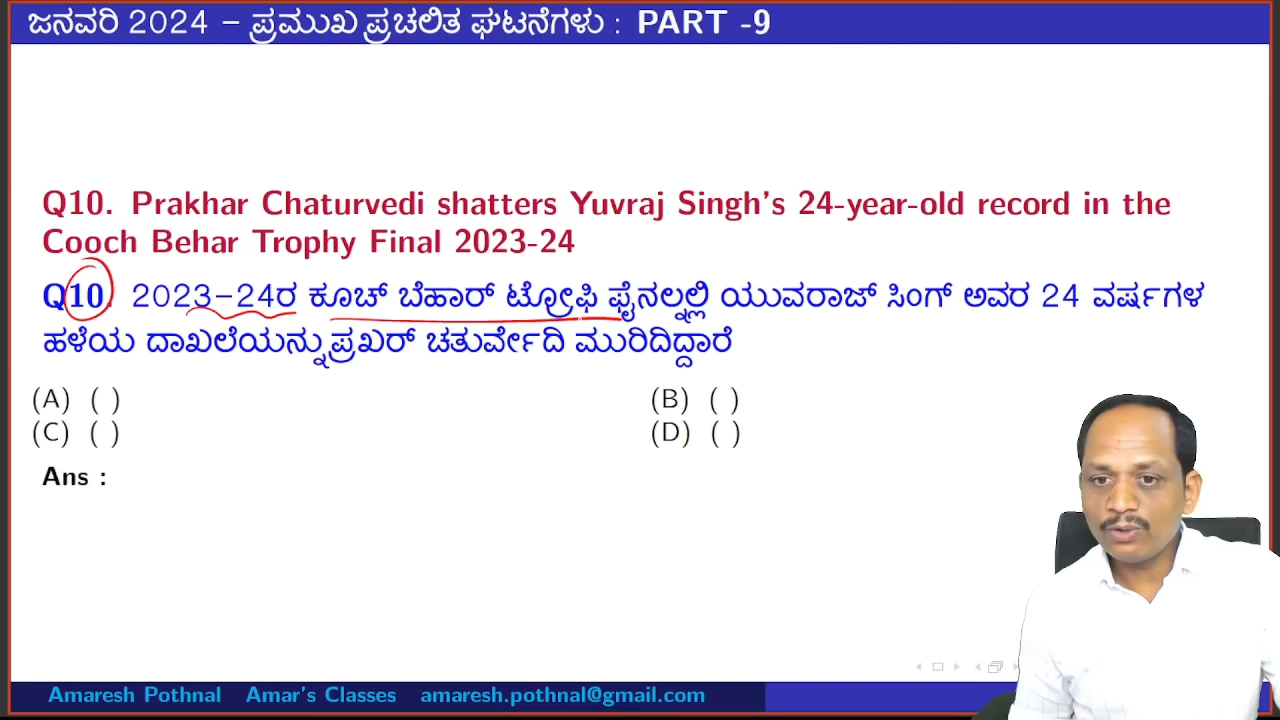 ಜನವರಿ 2024 – ಪ್ರಮುಖ ಪ್ರಚಲಿತ ಘಟನೆಗಳು : PART -9
Q10. Prakhar Chaturvedi shatters Yuvraj Singh's 24-year-old record in the
Cooch Behar Trophy Final 2023-24
Q10. 2023–24ರ ಕೂಚ್ ಬೆಹಾರ್ ಟ್ರೋಫಿ ಫೈನಲ್ನಲ್ಲಿ ಯುವರಾಜ್ ಸಿಂಗ್ ಅವರ 24 ವರ್ಷಗಳ
ಹಳೆಯ ದಾಖಲೆಯನ್ನು ಪ್ರಖರ್ ಚತುರ್ವೇದಿ ಮುರಿದಿದ್ದಾರೆ
(A) ( ) (B) ( )
(C) ( ) (D) ( )
Ans :
Amaresh Pothnal Amar's Classes amaresh.pothnal@gmail.com